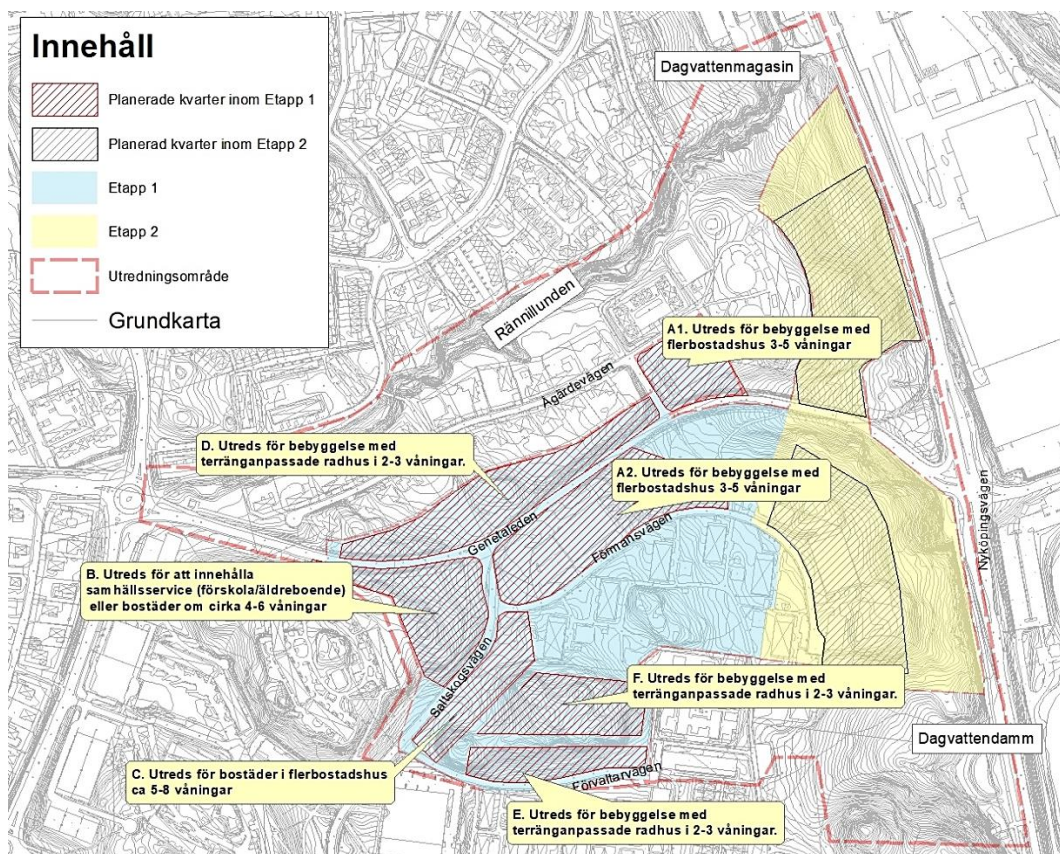 Innehåll
Planerade kvarter inom Etapp 1
Planerad kvarter inom Etapp 2
Etapp 1
Etapp 2
Utredningsområde
Grundkarta
Dagvattenmagasin
Rännillunden
A1. Utreds för bebyggelse med
flerbostadshus 3-5 våningar
Ågärdevägen
D. Utreds för bebyggelse med
terränganpassade radhus i 2-3 våningar.
A2. Utreds för bebyggelse med
flerbostadshus 3-5 våningar
Genetaleden
Förmansvägen
Nyköpingsvägen
B. Utreds för att innehålla
samhällsservice (förskola/äldreboende)
eller bostäder om cirka 4-6 våningar
Saltskogsvägen
F. Utreds för bebyggelse med
terränganpassade radhus i 2-3 våningar.
Dagvattendamm
C. Utreds för bostäder i flerbostadshus
ca 5-8 våningar
Förvaltarvägen
E. Utreds för bebyggelse med
terränganpassade radhus i 2-3 våningar.